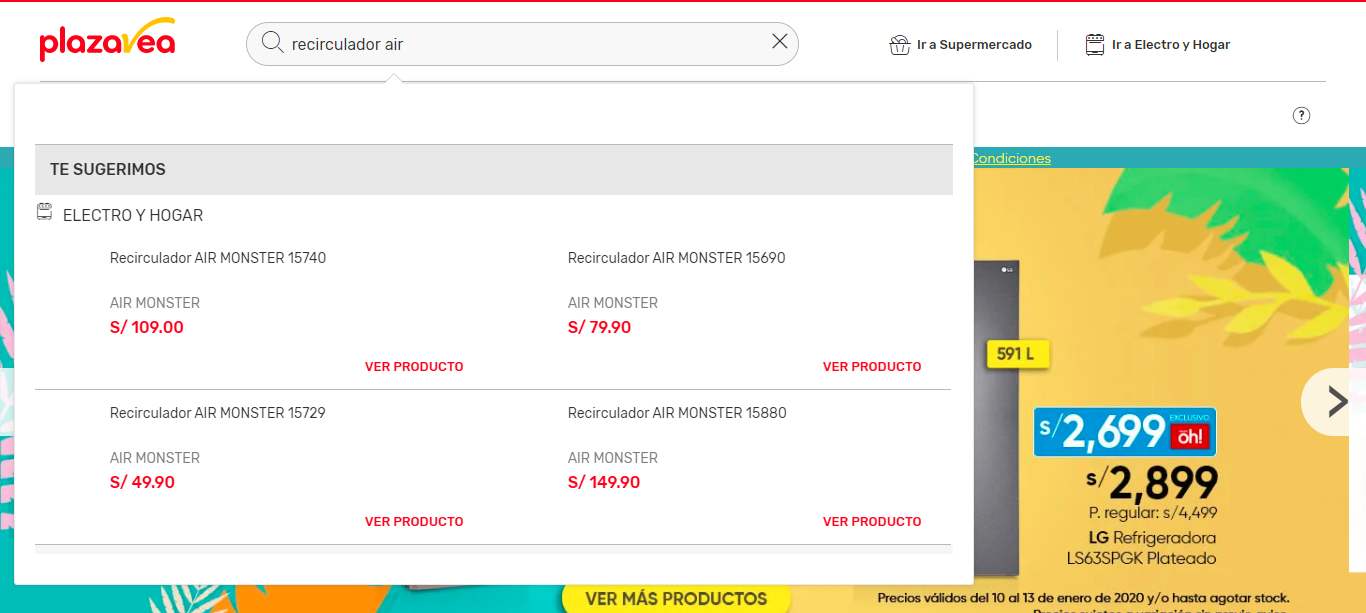 plazavea
recirculador air
Ir a Supermercado
Ir a Electro y Hogar
?
Condiciones
TE SUGERIMOS
ELECTRO Y HOGAR
Recirculador AIR MONSTER 15740
AIR MONSTER
S/ 109.00
VER PRODUCTO
Recirculador AIR MONSTER 15690
AIR MONSTER
S/ 79.90
VER PRODUCTO
Recirculador AIR MONSTER 15729
AIR MONSTER
S/ 49.90
VER PRODUCTO
Recirculador AIR MONSTER 15880
AIR MONSTER
S/ 149.90
VER PRODUCTO
LG
591 L
S/2,699 EXCLUSIVO oh!
s/2,899
P. regular: s/4,499
LG Refrigeradora
LS63SPGK Plateado
VER MÁS PRODUCTOS
Precios válidos del 10 al 13 de enero de 2020 y/o hasta agotar stock.